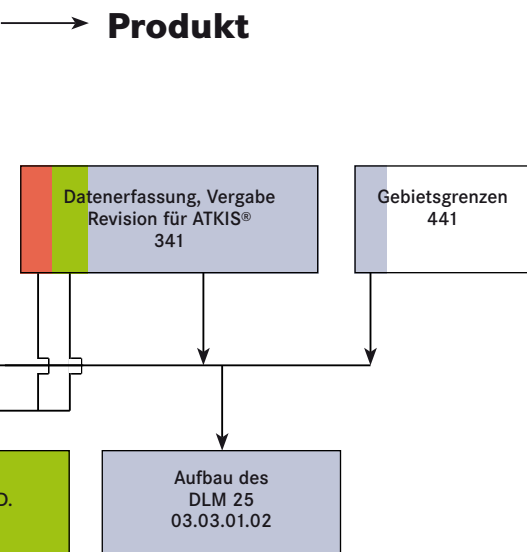 Produkt
Datenerfassung, Vergabe
Revision für ATKIS®
341
Gebietsgrenzen
441
Aufbau des
DLM 25
03.03.01.02